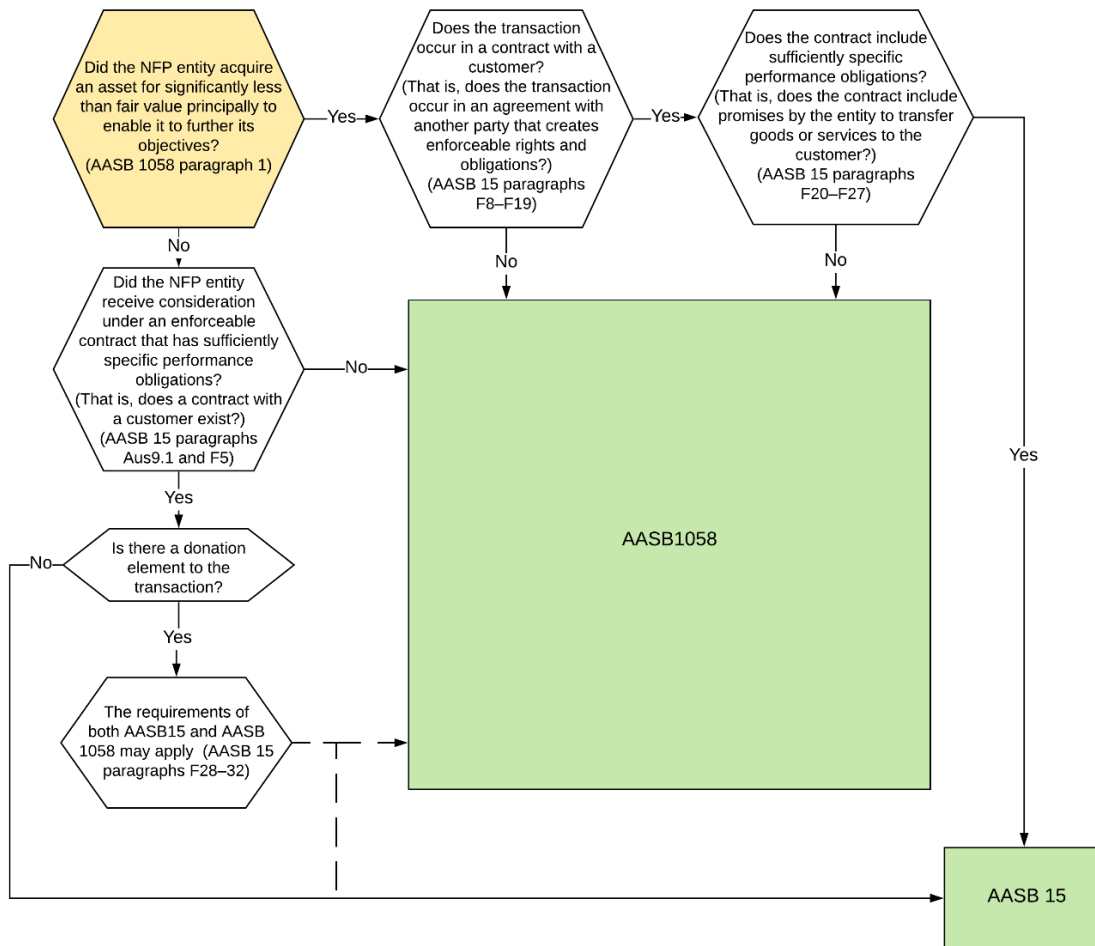 Did the NFP entity acquire
an asset for significantly less
than fair value principally to
enable it to further its
objectives?
(AASB 1058 paragraph 1)
Yes
Does the transaction
occur in a contract with a
customer?
(That is, does the transaction
occur in an agreement with
another party that creates
enforceable rights and
obligations?)
(AASB 15 paragraphs
F8–F19)
Yes
Does the contract include
sufficiently specific
performance obligations?
(That is, does the contract include
promises by the entity to transfer
goods or services to the
customer?)
(AASB 15 paragraphs
F20–F27)
No
No
No
Did the NFP entity
receive consideration
under an enforceable
contract that has sufficiently
specific performance
obligations?
(That is, does a contract with
a customer exist?)
(AASB 15 paragraphs
Aus9.1 and F5)
No
Yes
Yes
AASB1058
No
Is there a donation
element to the
transaction?
Yes
The requirements of
both AASB15 and AASB
1058 may apply (AASB 15
paragraphs F28–32)
AASB 15